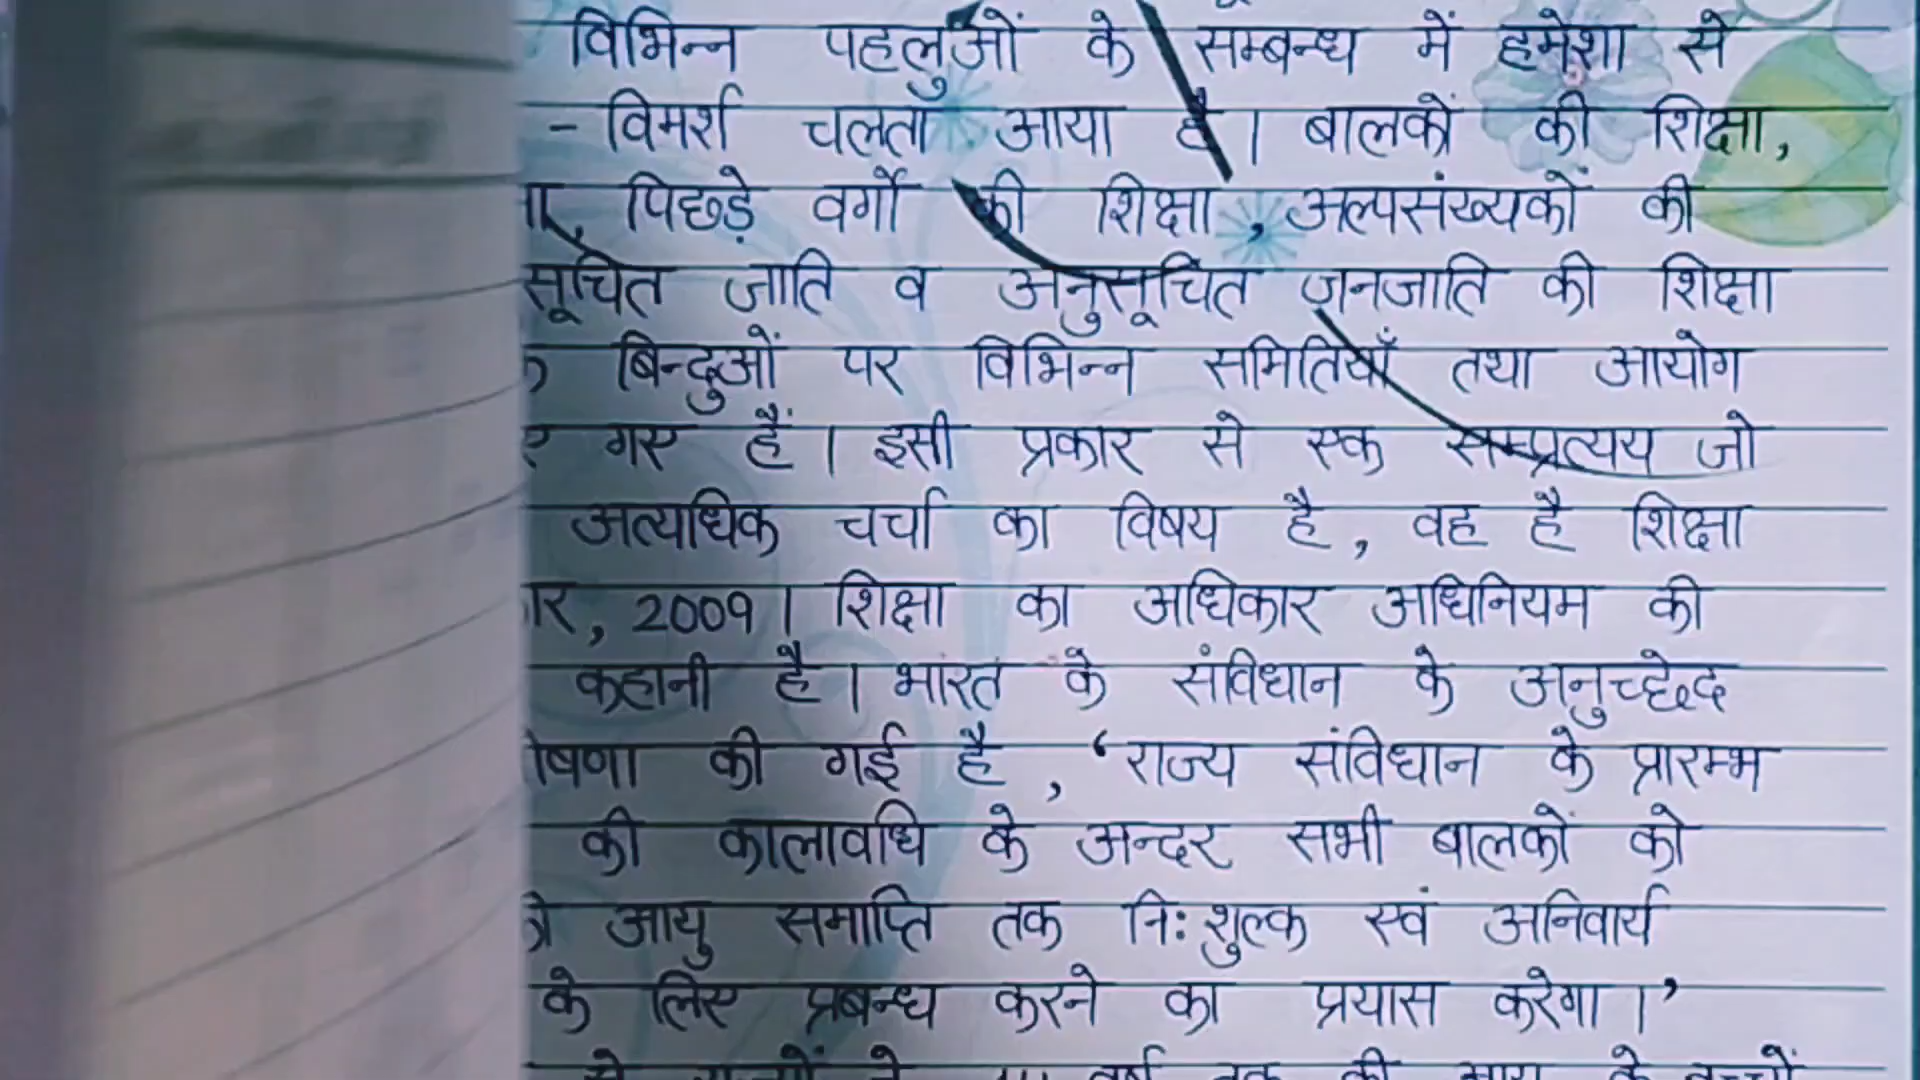 विभिन्न पहलुओं के सम्बन्ध में हमेशा से
- विमर्श चलता आया है। बालकों की शिक्षा,
पिछड़े वर्गों की शिक्षा, अल्पसंख्यकों की
सूचित जाति व अनुसूचित जनजाति की शिक्षा
बिन्दुओं पर विभिन्न समितियाँ तथा आयोग
गए हैं। इसी प्रकार से एक सम्प्रत्यय जो
अत्यधिक चर्चा का विषय है, वह है शिक्षा
ार, 2009। शिक्षा का अधिकार अधिनियम की
कहानी है। भारत के संविधान के अनुच्छेद
ोषणा की गई है, ‘राज्य संविधान के प्रारम्भ
की कालावधि के अन्दर सभी बालकों को
आयु समाप्ति तक नि:शुल्क एवं अनिवार्य
के लिए प्रबन्ध करने का प्रयास करेगा।’